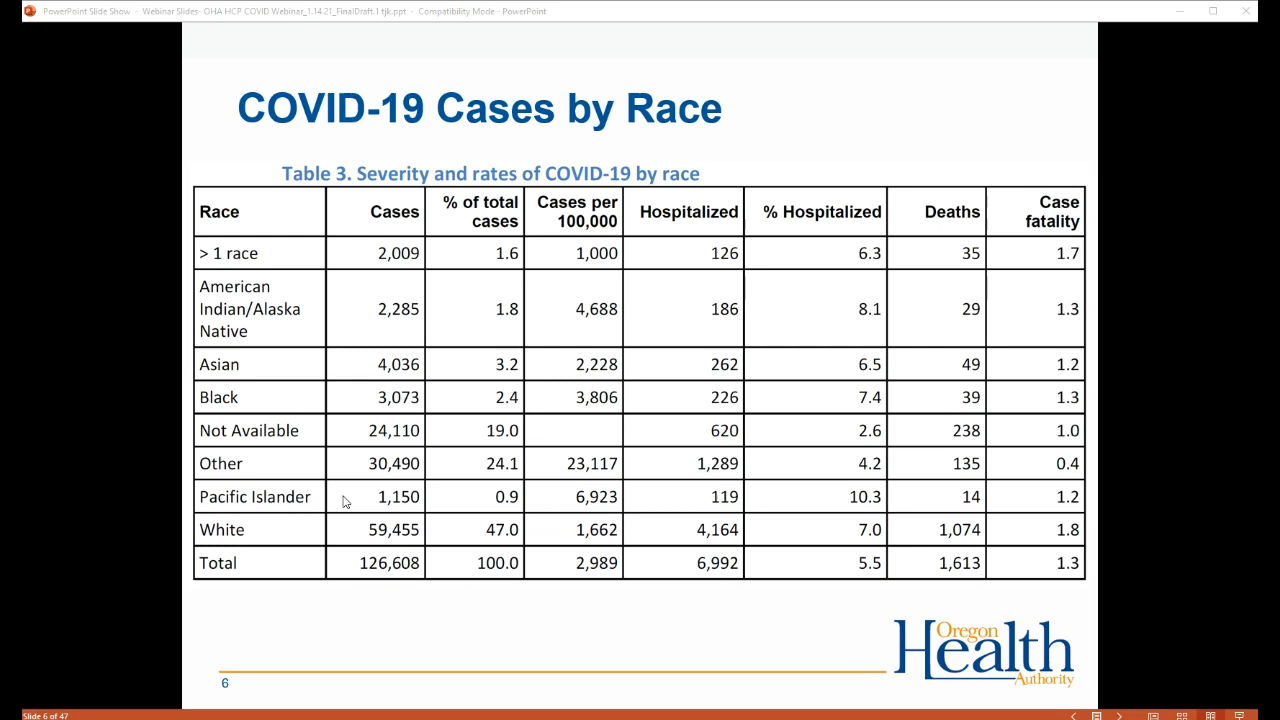 PowerPoint Slide Show - Webinar Slides- OHA HCP COVID Webinar_1.14.21_FinalDraft.1 tjk.ppt - Compatibility Mode - PowerPoint
COVID-19 Cases by Race
Table 3. Severity and rates of COVID-19 by race
Race Cases % of total cases Cases per 100,000 Hospitalized % Hospitalized Deaths Case fatality
> 1 race 2,009 1.6 1,000 126 6.3 35 1.7
American Indian/Alaska Native 2,285 1.8 4,688 186 8.1 29 1.3
Asian 4,036 3.2 2,228 262 6.5 49 1.2
Black 3,073 2.4 3,806 226 7.4 39 1.3
Not Available 24,110 19.0 620 2.6 238 1.0
Other 30,490 24.1 23,117 1,289 4.2 135 0.4
Pacific Islander 1,150 0.9 6,923 119 10.3 14 1.2
White 59,455 47.0 1,662 4,164 7.0 1,074 1.8
Total 126,608 100.0 2,989 6,992 5.5 1,613 1.3
Oregon
Health
Authority
6
Slide 6 of 47